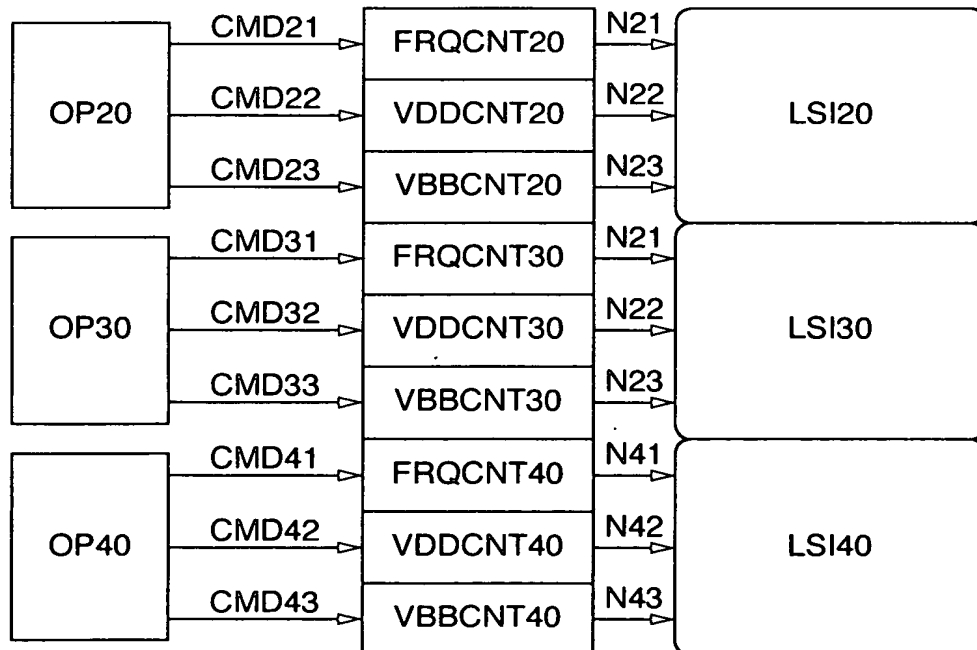 CMD21
FRQCNT20
N21
OP20
CMD22
VDDCNT20
N22
LSI20
CMD23
VBBCNT20
N23
CMD31
FRQCNT30
N21
OP30
CMD32
VDDCNT30
N22
LSI30
CMD33
VBBCNT30
N23
CMD41
FRQCNT40
N41
OP40
CMD42
VDDCNT40
N42
LSI40
CMD43
VBBCNT40
N43